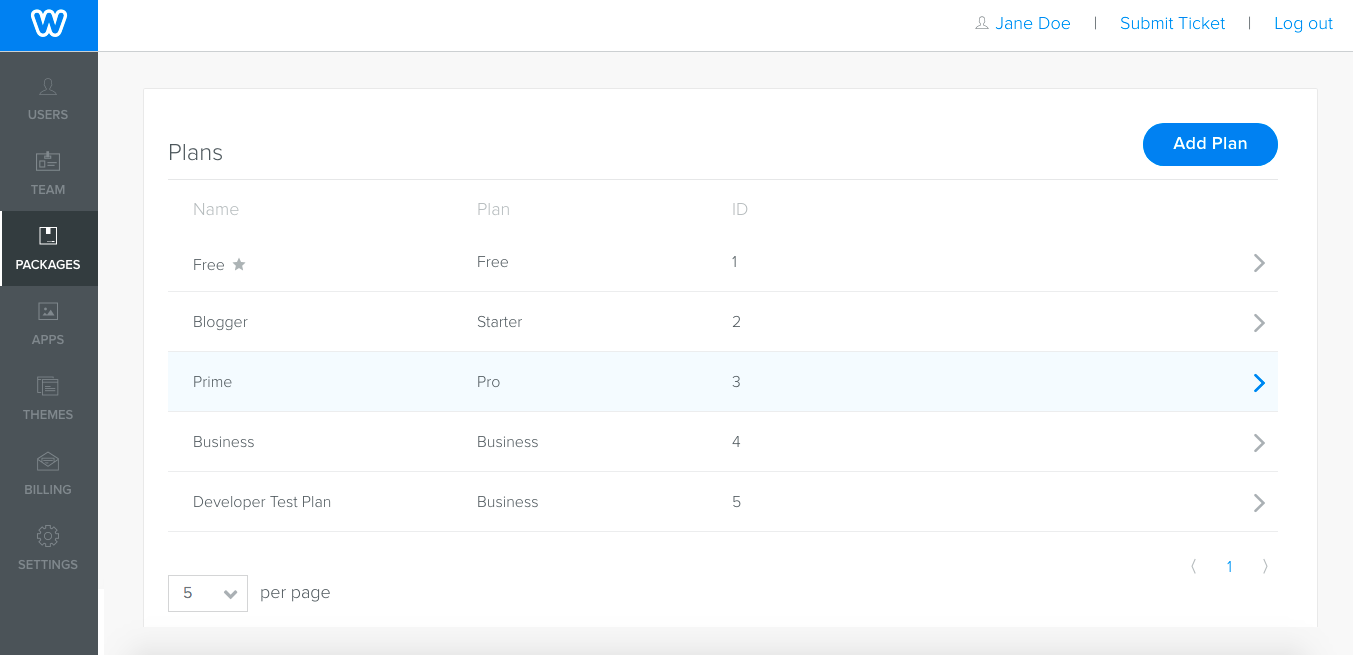 W
Jane Doe | Submit Ticket | Log out
USERS
TEAM
PACKAGES
APPS
THEMES
BILLING
SETTINGS
Plans
Add Plan
Name Plan ID
Free Free 1
Blogger Starter 2
Prime Pro 3
Business Business 4
Developer Test Plan Business 5
1
5 per page